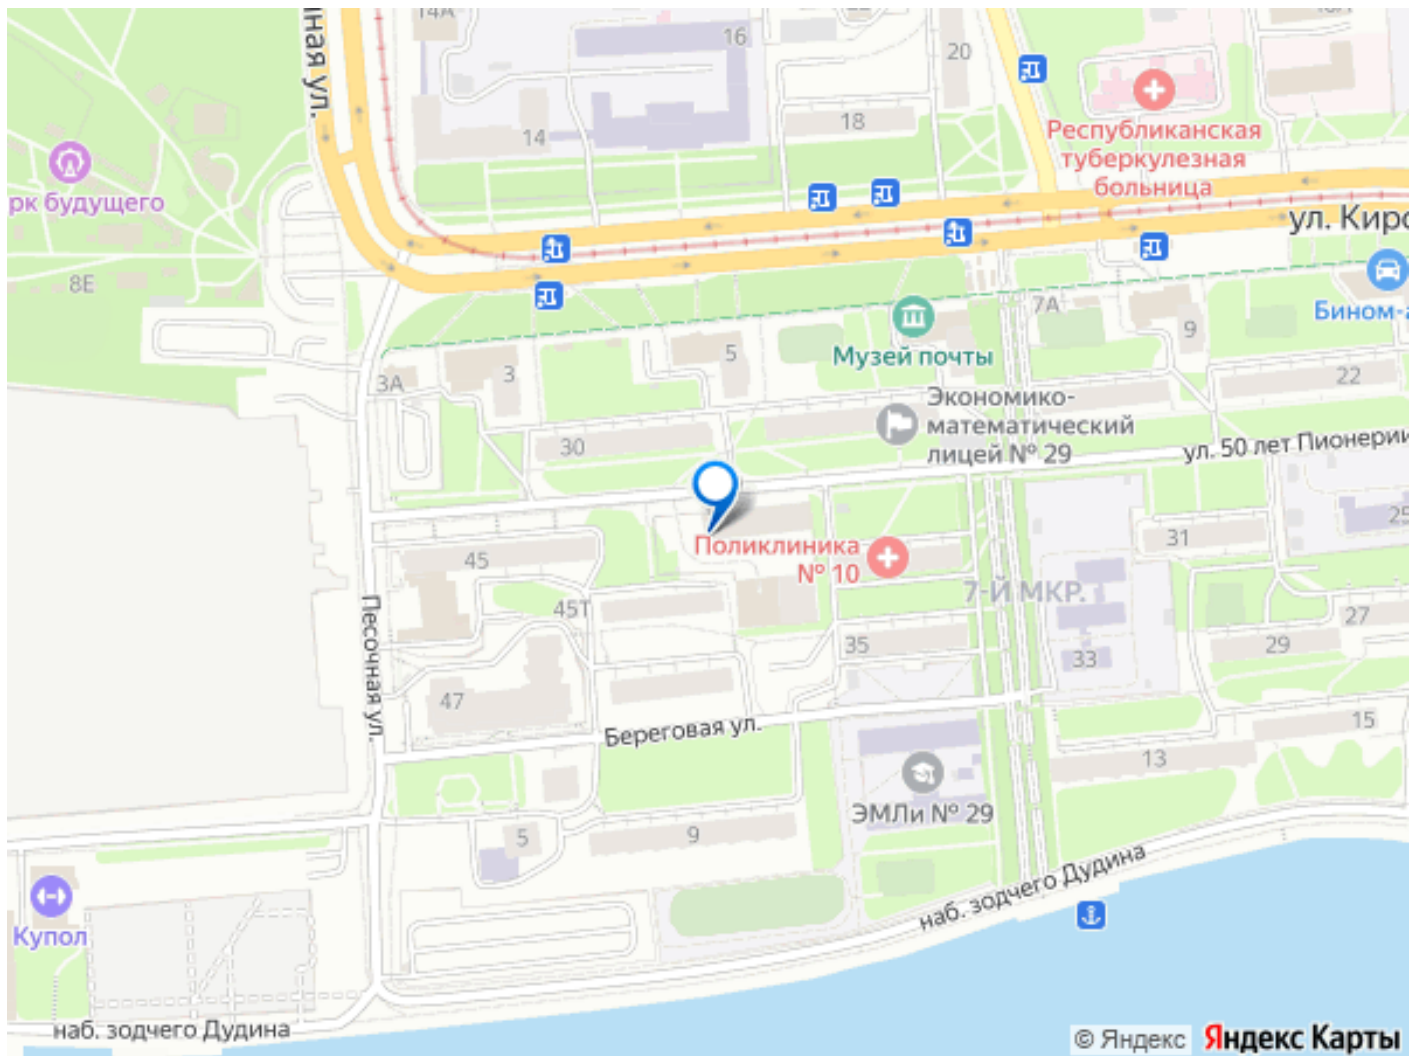 14А
16
20
нная ул.
18
14
Республиканская
туберкулезная
больница
рк будущего
ул. Киро
8Е
7А
9
Бином-а
Музей почты
5
3
3А
22
Экономико-
математический
лицей № 29
30
ул. 50 лет Пионерии
25
31
Поликлиника
№ 10
45
7-Й МКР.
45Т
27
29
35
33
Песочная ул.
47
Береговая ул.
15
13
ЭМЛи № 29
5
9
наб. зодчего Дудина
Купол
наб. зодчего Дудина
© Яндекс Яндекс Карты